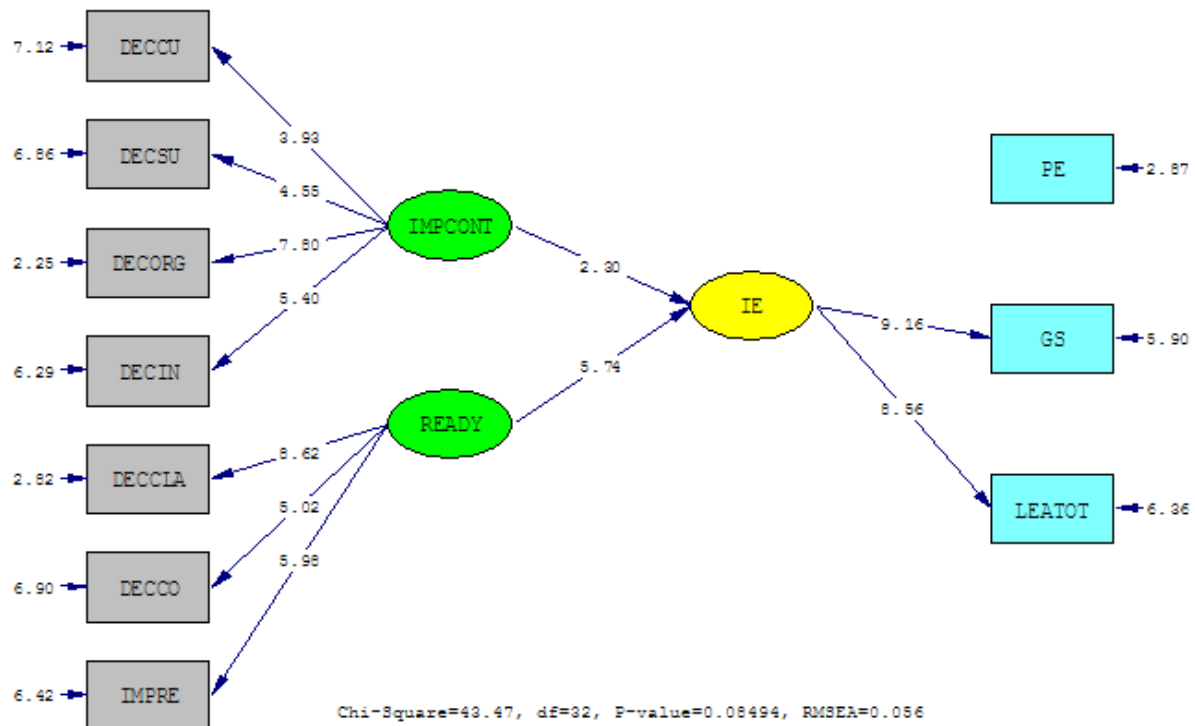 7.12 DECCU
3.93
6.86 DECSU
4.55
PE 2.87
IMPCONT
7.80
2.25 DECORG
2.30
5.40
IE
9.16
GS 5.90
6.29 DECIN
5.74
8.56
READY
8.62
2.82 DECCLA
5.02
LEATOT 6.36
5.98
6.90 DECCO
6.42 IMPRE
Chi-Square=43.47, df=32, P-value=0.08494, RMSEA=0.056